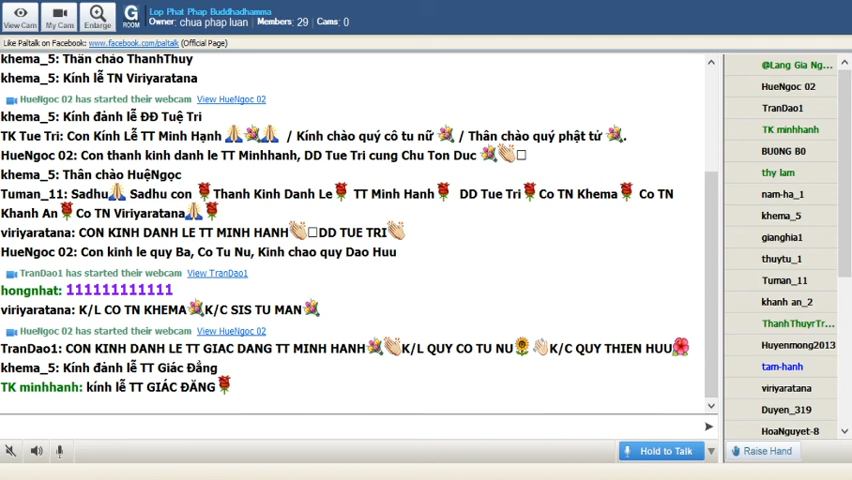 View Cam
My Cam
Enlarge
G
ROOM
Lop Phat Phap Buddhadhamma
Owner: chua phap luan Members: 29 Cams: 0
Like Paltalk on Facebook: www.facebook.com/paltalk (Official Page)
khema_5: Thân chào ThanhThuy
khema_5: Kính lễ TN Viriyaratana
HueNgoc 02 has started their webcam View HueNgoc 02
khema_5: Kính đảnh lễ ĐĐ Tuệ Tri
TK Tue Tri: Con Kính Lễ TT Minh Hạnh 🙏💐🙏 / Kính chào quý cô tu nữ 💐 / Thân chào quý phật tử 💐.
HueNgoc 02: Con thanh kinh danh le TT Minhhanh, DD Tue Tri cung Chu Ton Duc 💐👏□
khema_5: Thân chào HuệNgọc
Tuman_11: Sadhu🙏 Sadhu con 🌹Thanh Kinh Danh Le🌹 TT Minh Hanh🌹 DD Tue Tri🌹Co TN Khema🌹Co TN
Khanh An🌹Co TN Viriyaratana🙏🌹
viriyaratana: CON KINH DANH LE TT MINH HANH👏□DD TUE TRI👏
HueNgoc 02: Con kinh le quy Ba, Co Tu Nu, Kinh chao quy Dao Huu
TranDao1 has started their webcam View TranDao1
hongnhat: 111111111111
viriyaratana: K/L CO TN KHEMA💐K/C SIS TU MAN💐
HueNgoc 02 has started their webcam View HueNgoc 02
TranDao1: CON KINH DANH LE TT GIAC DANG TT MINH HANH💐👏K/L QUY CO TU NU🌻👏K/C QUY THIEN HUU🌺
khema_5: Kính đảnh lễ TT Giác Đẳng
TK minhhanh: kính lễ TT GIÁC ĐĂNG🌹
Hold to Talk
@Lang Gia Ng...
HueNgoc 02
TranDao1
TK minhhanh
BU0NG B0
thy lam
nam-ha_1
khema_5
gianghia1
thuytu_1
Tuman_11
khanh an_2
ThanhThuyrTr...
Huyenmong2013
tam-hanh
viriyaratana
Duyen_319
HoaNguyet-8
Raise Hand